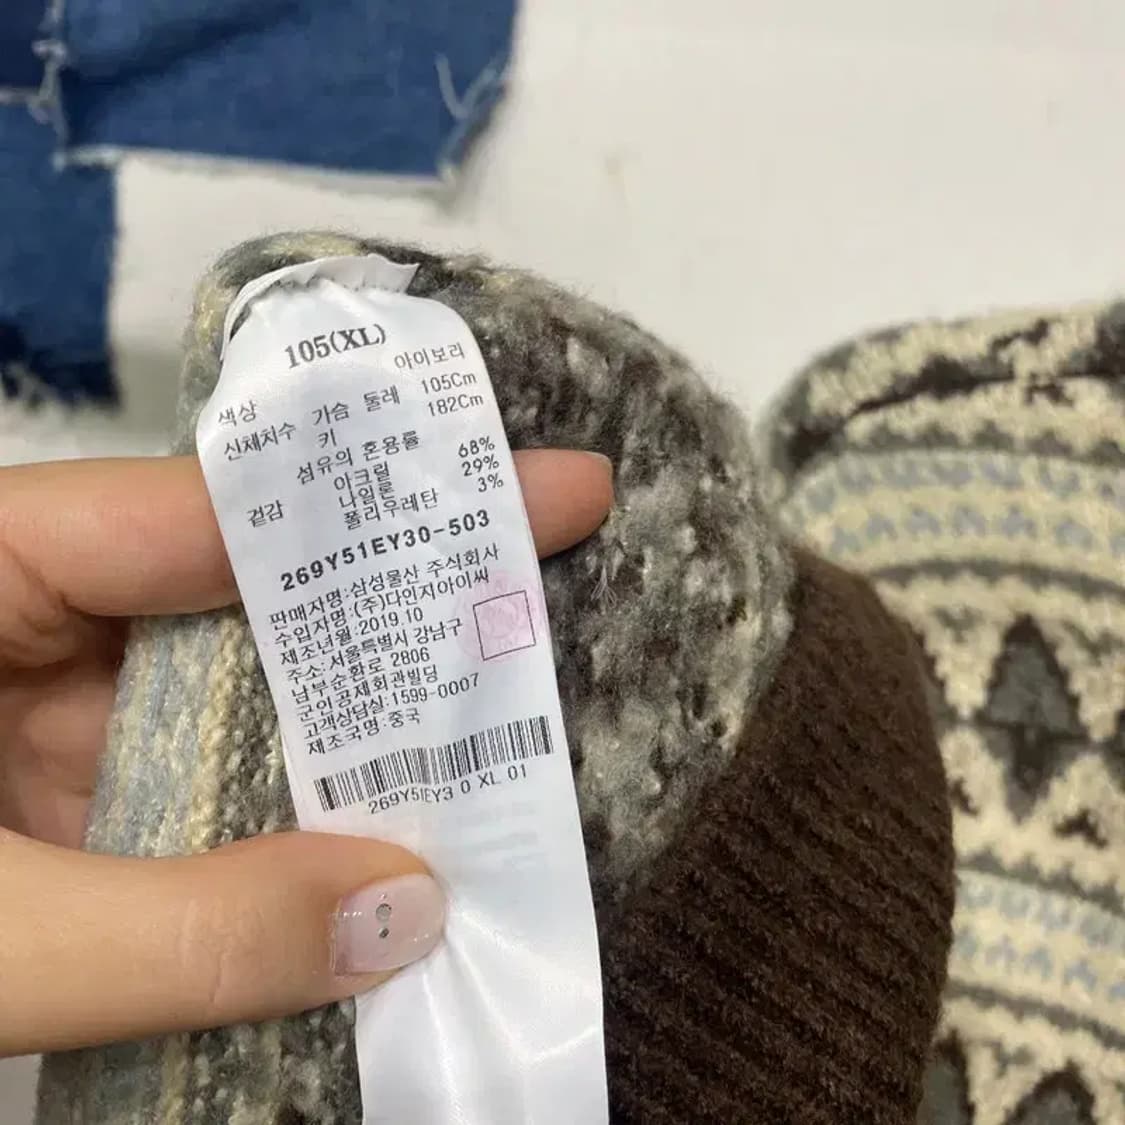 105(XL)
색상 아이보리
신체치수 가슴 둘레 105Cm
키 182Cm
섬유의 혼용률
겉감 아크릴 68%
나일론 29%
폴리우레탄 3%
269Y51EY30-503
판매자명:삼성물산 주식회사
수입자명:(주)다인지아이씨
제조년월:2019.10
주소:서울특별시 강남구
남부순환로 2806
군인공제회관빌딩
고객상담실:1599-0007
제조국명:중국
269Y51EY3 0 XL 01